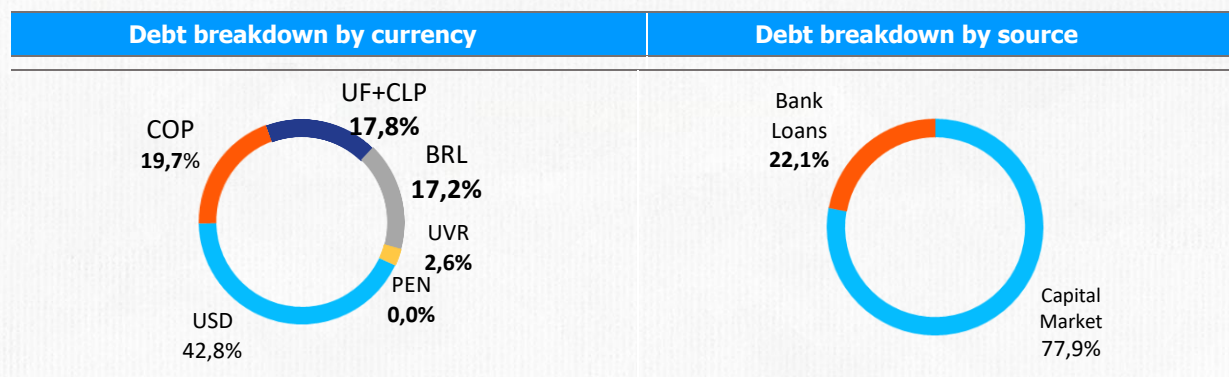 Debt breakdown by currency
Debt breakdown by source
UF+CLP
17,8%
COP
19,7%
BRL
17,2%
UVR
2,6%
PEN
0,0%
USD
42,8%
Bank
Loans
22,1%
Capital
Market
77,9%